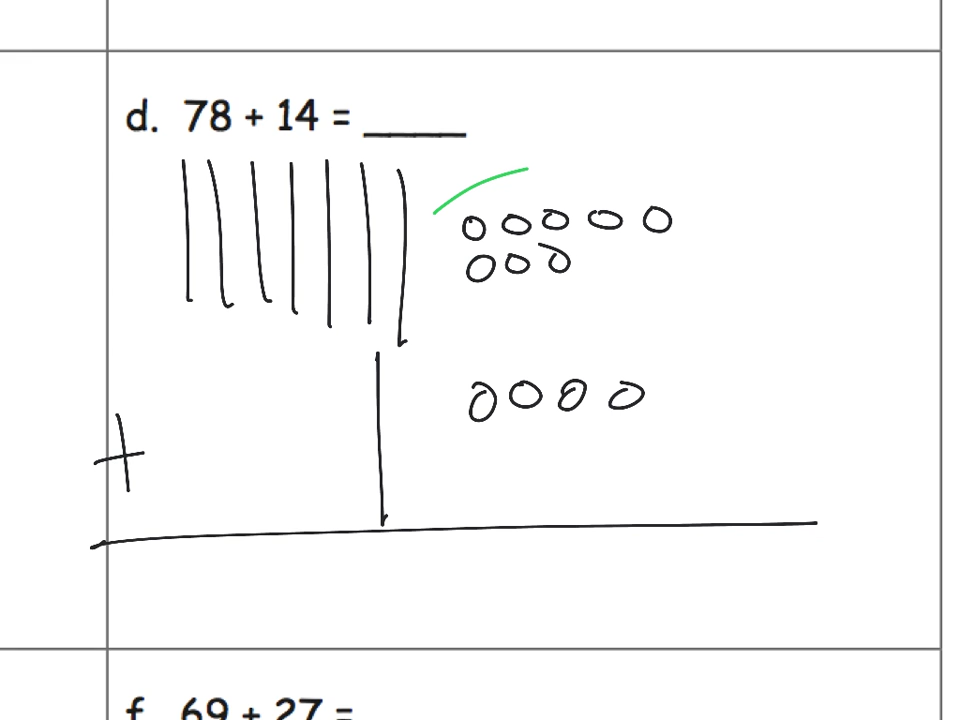 d. 78 + 14 = _____
+
f. 69 + 27 =